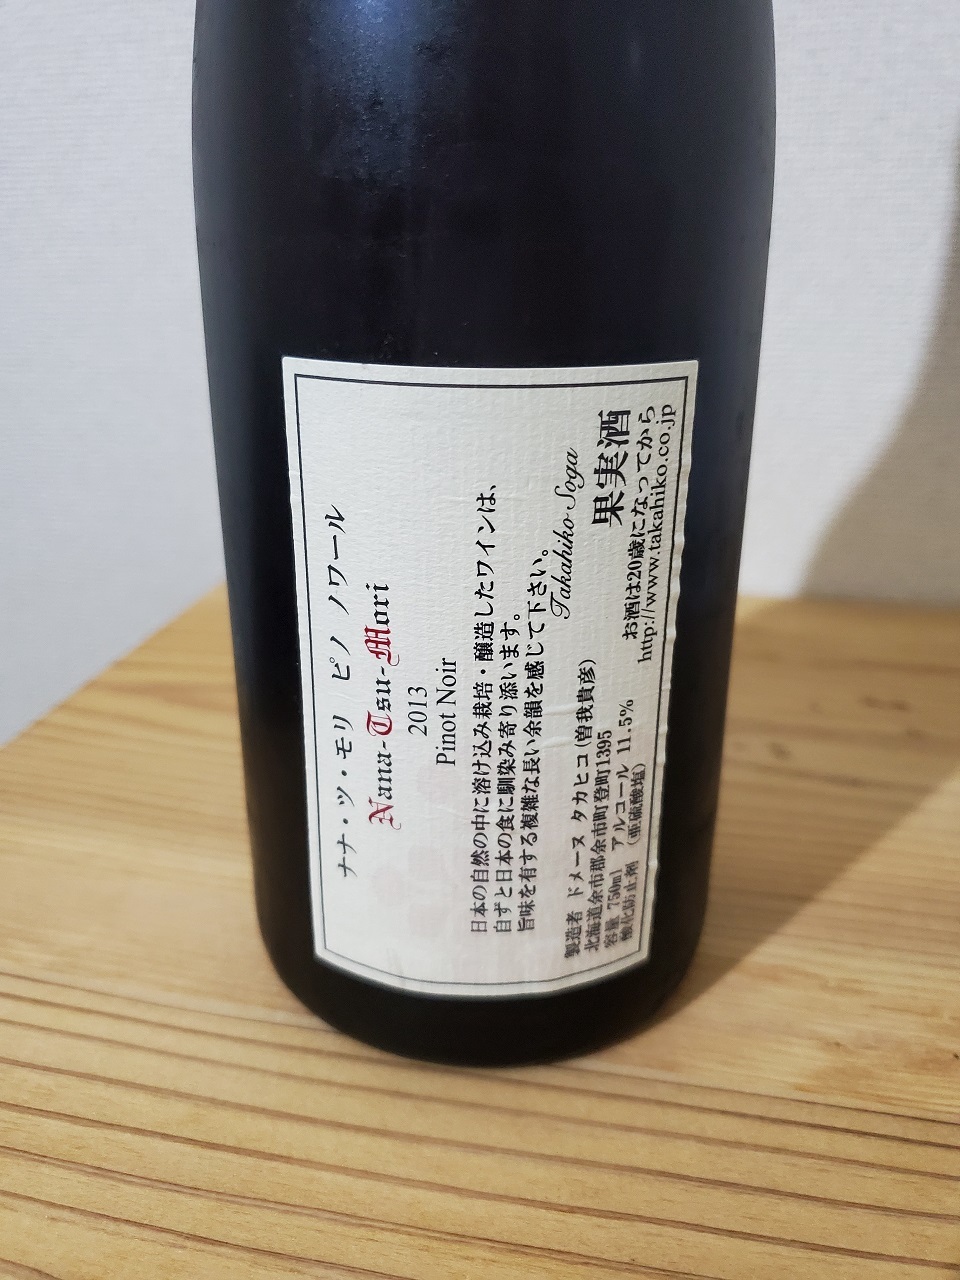 ナナ・ツ・モリ ピノ ノワール
Nana-Tsu-Mori
2013
Pinot Noir
日本の自然の中に溶け込み栽培・醸造したワインは、
自ずと日本の食に馴染み寄り添います。
旨味を有する複雑な長い余韻を感じて下さい。
Takahiko Soga
製造者 ドメーヌ タカヒコ(曽我貴彦)
北海道余市郡余市町登町1395
容量 750ml アルコール 11.5%
酸化防止剤 (亜硫酸塩)
果実酒
お酒は20歳になってから
http://www.takahiko.co.jp